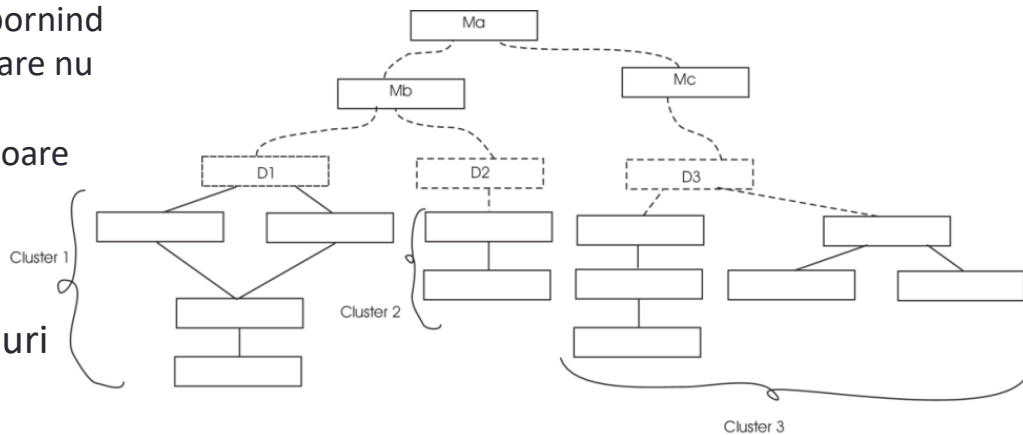 pornind
are nu
oare
uri
Ma
Mb
Mc
D1
D2
D3
Cluster 1
Cluster 2
Cluster 3